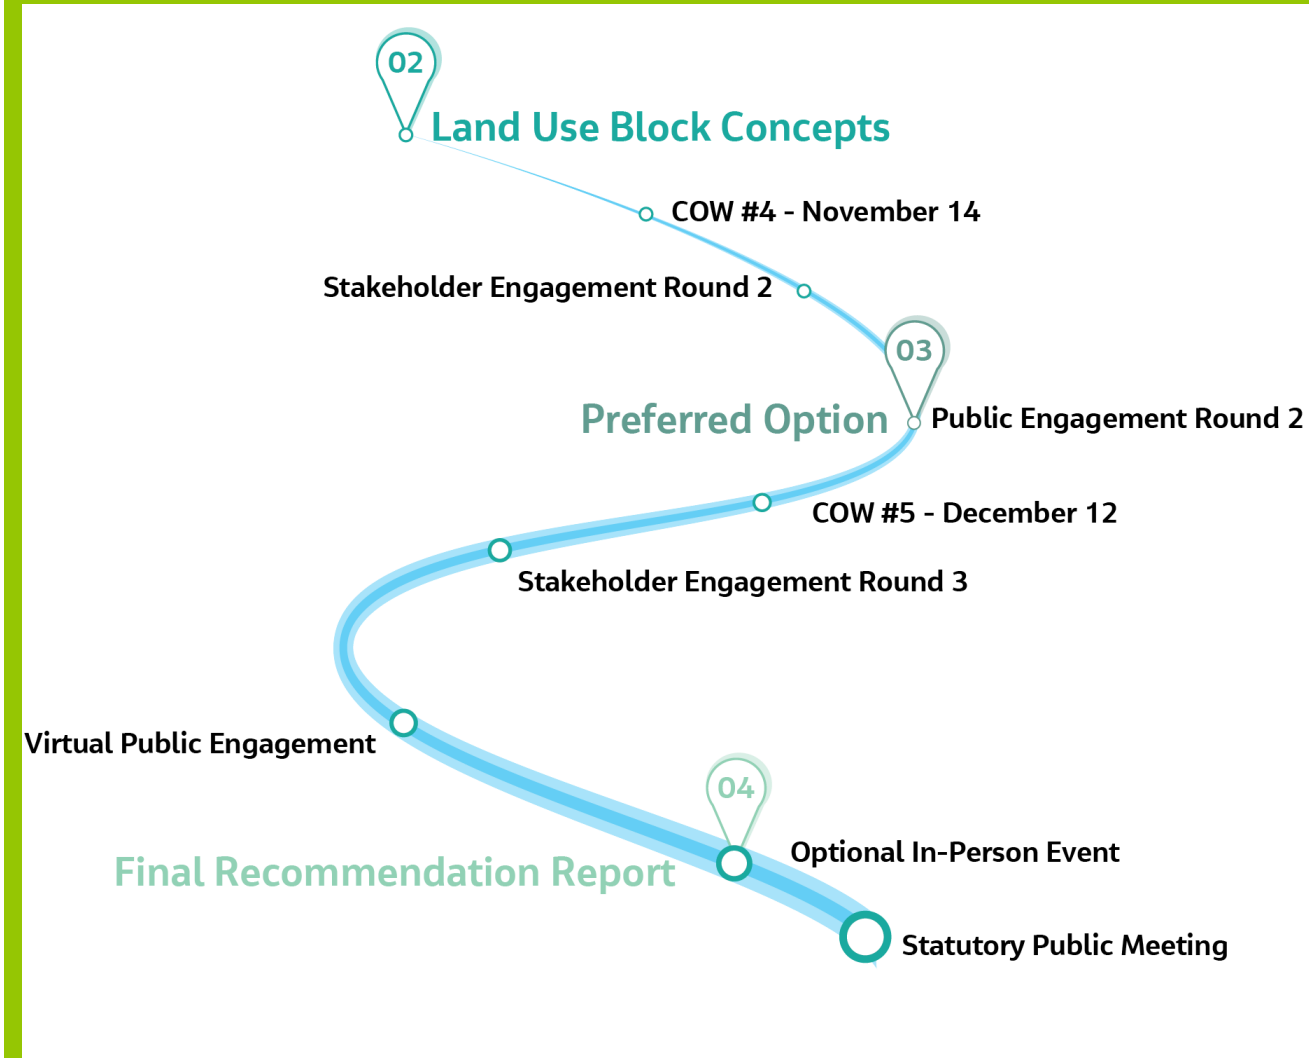 02
Land Use Block Concepts
COW #4 - November 14
Stakeholder Engagement Round 2
03
Preferred Option
Public Engagement Round 2
COW #5 - December 12
Stakeholder Engagement Round 3
Virtual Public Engagement
04
Optional In-Person Event
Final Recommendation Report
Statutory Public Meeting